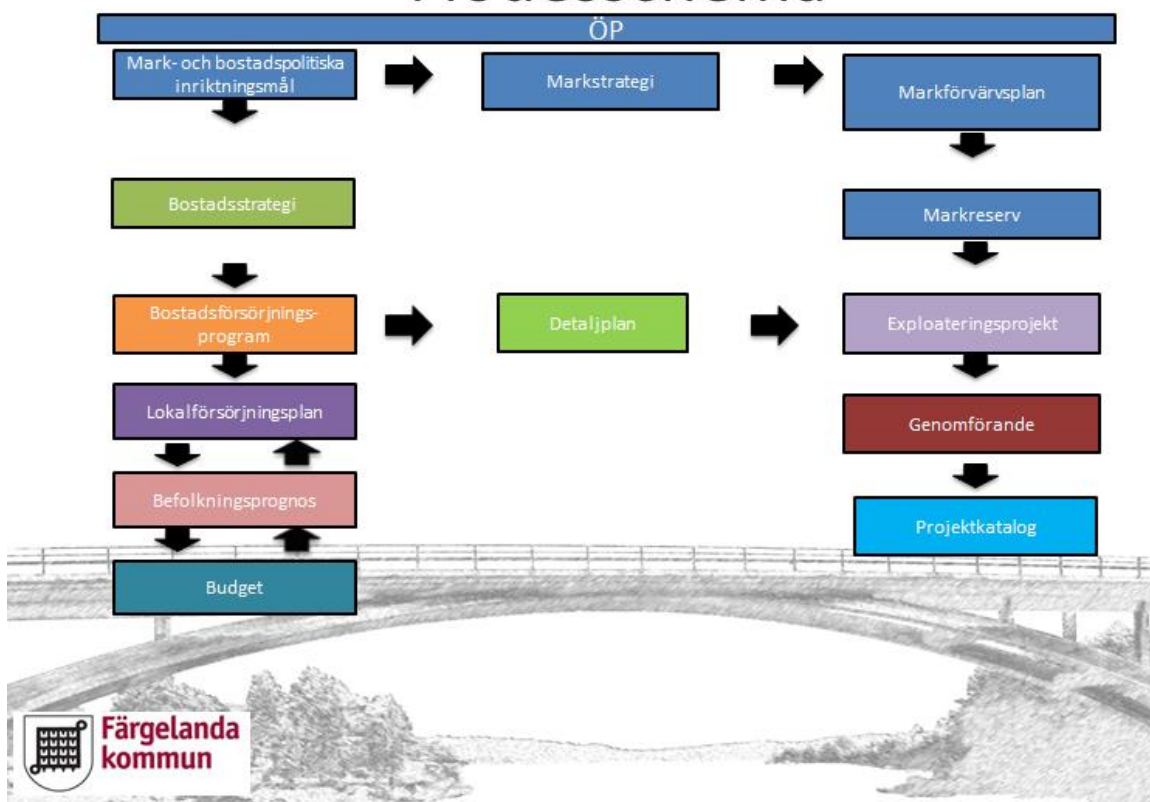 ÖP
Mark- och bostadspolitiska
inriktningsmål
Markstrategi
Markförvärvsplan
Bostadsstrategi
Markreserv
Bostadsförsörjnings-
program
Detaljplan
Exploateringsprojekt
Lokalförsörjningsplan
Genomförande
Befolkningsprognos
Projektkatalog
Budget
Färgelanda
kommun